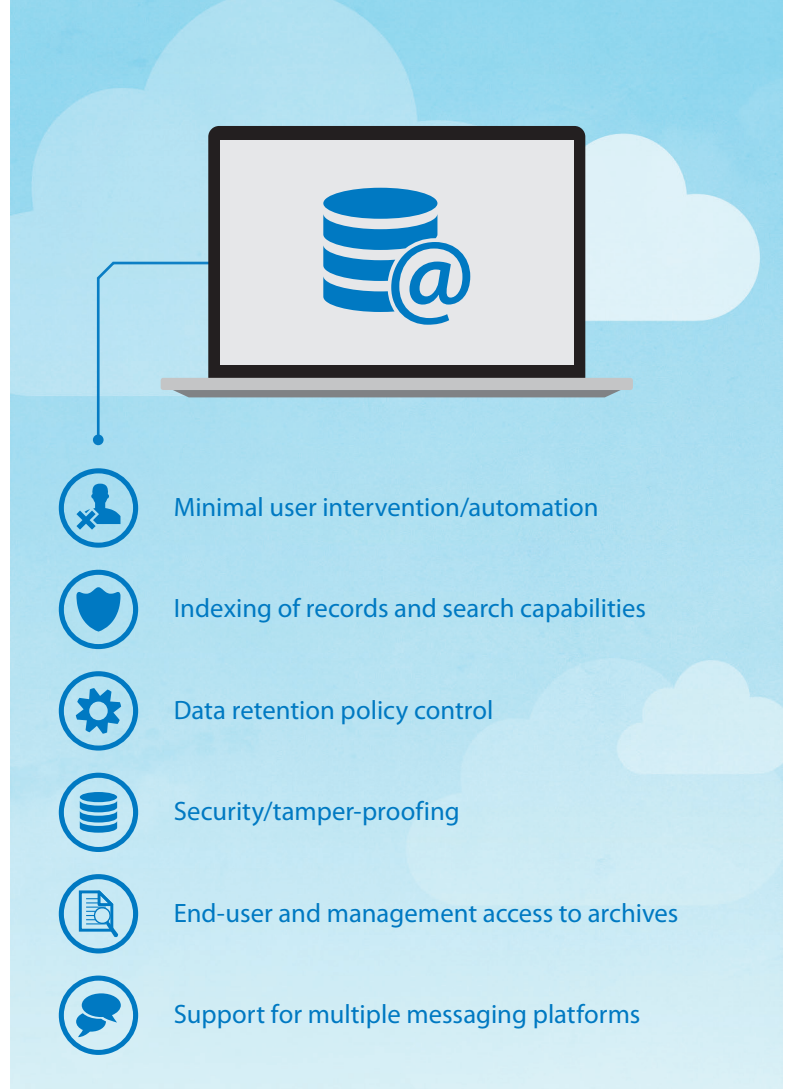 @
Minimal user intervention/automation
Indexing of records and search capabilities
Data retention policy control
Security/tamper-proofing
End-user and management access to archives
Support for multiple messaging platforms